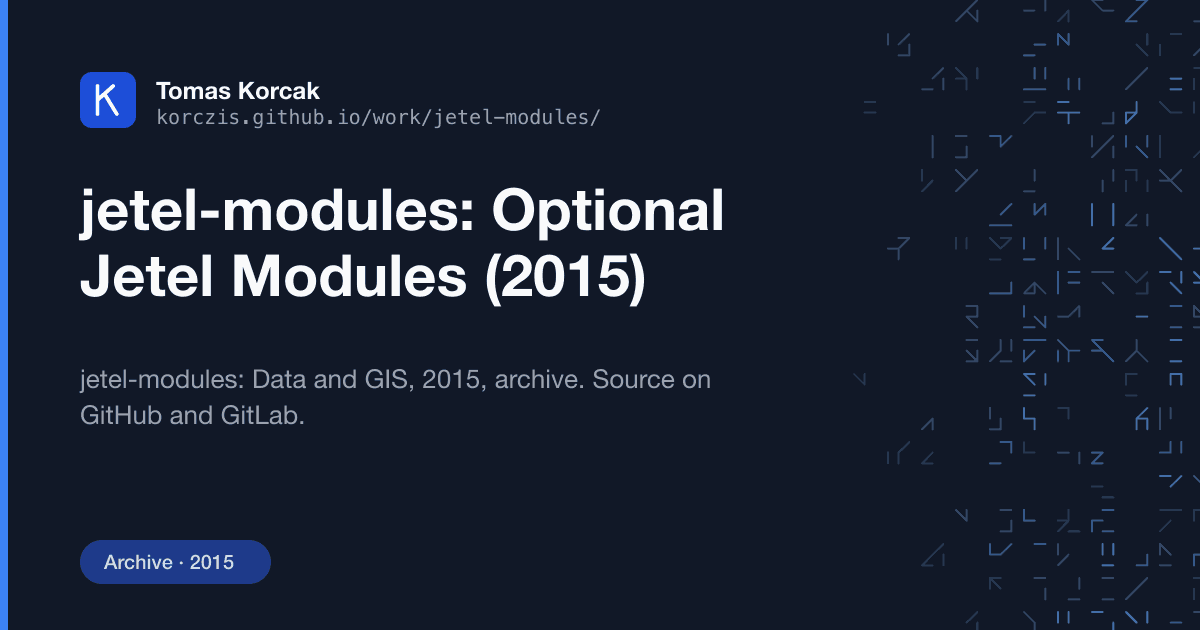 K
Tomas Korcak
korczis.github.io/work/jetel-modules/
jetel-modules: Optional
Jetel Modules (2015)
jetel-modules: Data and GIS, 2015, archive. Source on
GitHub and GitLab.
Archive · 2015